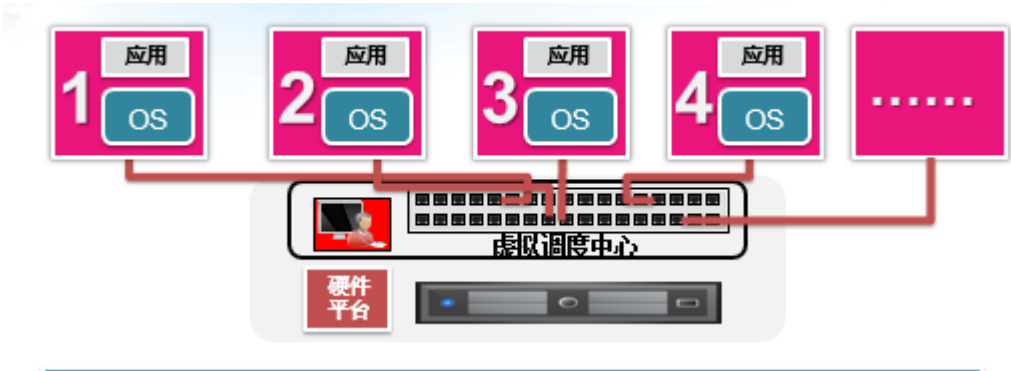 应用
1
OS
应用
2
OS
应用
3
OS
应用
4
OS
......
虚拟调度中心
硬件
平台